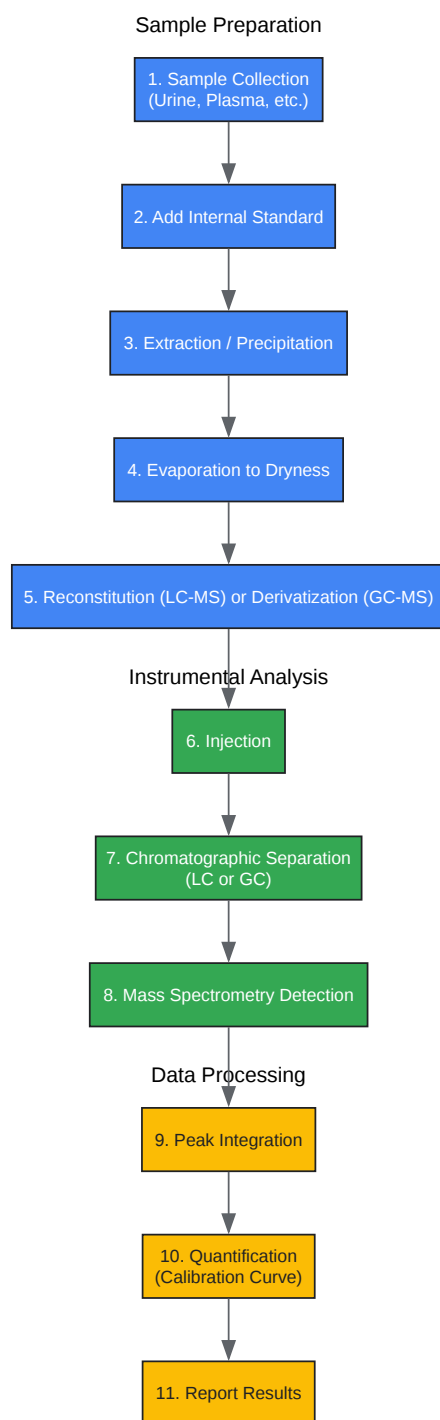 Sample Preparation
1. Sample Collection
(Urine, Plasma, etc.)
2. Add Internal Standard
3. Extraction / Precipitation
4. Evaporation to Dryness
5. Reconstitution (LC-MS) or Derivatization (GC-MS)
Instrumental Analysis
6. Injection
7. Chromatographic Separation
(LC or GC)
8. Mass Spectrometry Detection
Data Processing
9. Peak Integration
10. Quantification
(Calibration Curve)
11. Report Results